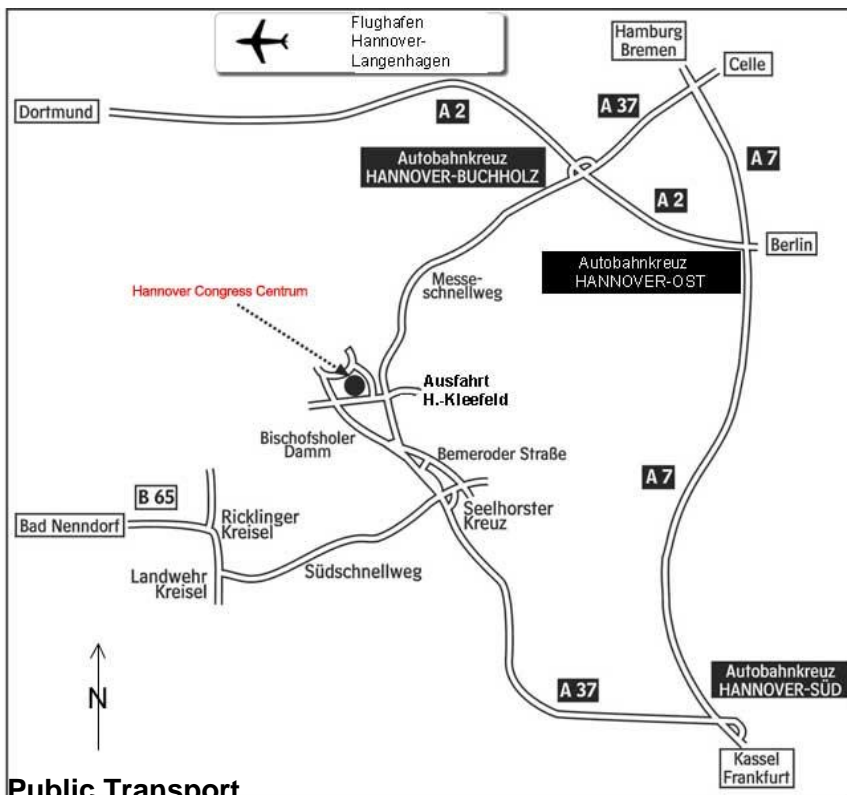 Flughafen
Hannover-
Langenhagen
Hamburg
Bremen
Celle
Dortmund
A 2
A 37
Autobahnkreuz
HANNOVER-BUCHHOLZ
A 7
A 2
Berlin
Autobahnkreuz
HANNOVER-OST
Messe-
schnellweg
Hannover Congress Centrum
Ausfahrt
H.-Kleefeld
Bischofsholer
Damm
Bemeroder Straße
B 65
A 7
Bad Nenndorf
Ricklinger
Kreisel
Seelhorster
Kreuz
Landwehr
Kreisel
Südschnellweg
N
A 37
Autobahnkreuz
HANNOVER-SÜD
Kassel
Frankfurt
Public Transport